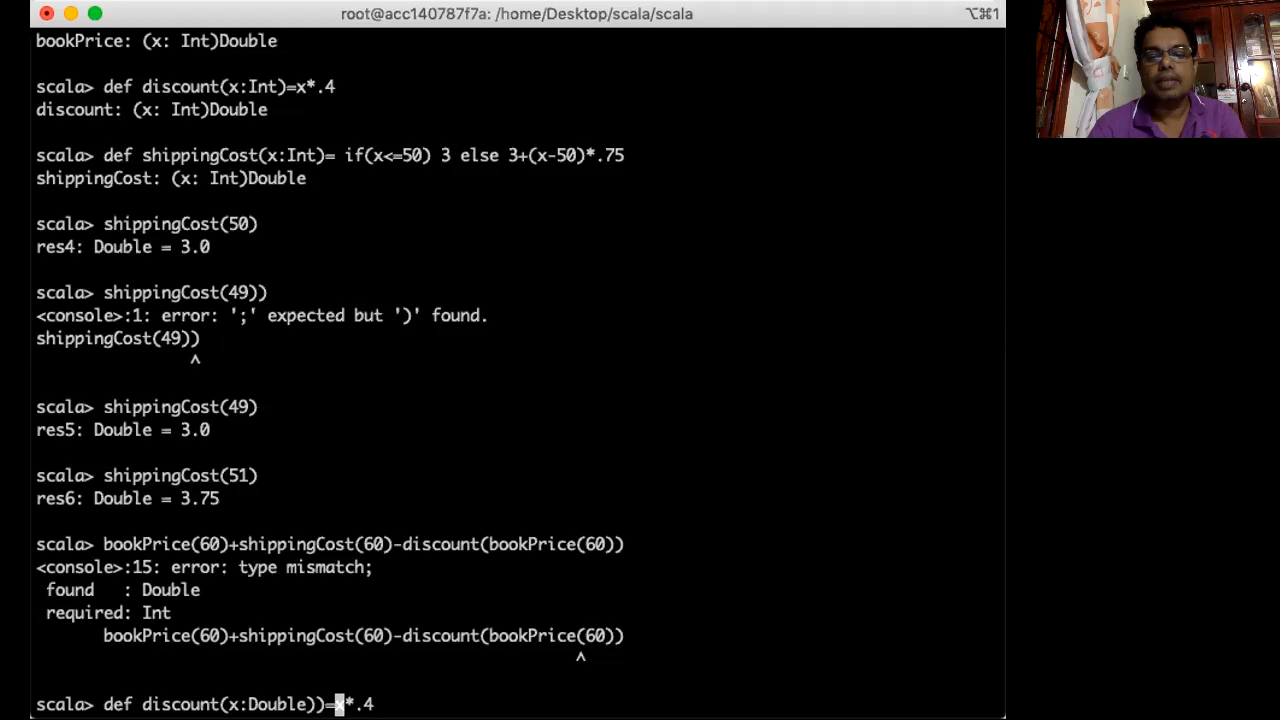 root@acc140787f7a: /home/Desktop/scala/scala
⌥⌘1
bookPrice: (x: Int)Double
scala> def discount(x:Int)=x*.4
discount: (x: Int)Double
scala> def shippingCost(x:Int)= if(x<=50) 3 else 3+(x-50)*.75
shippingCost: (x: Int)Double
scala> shippingCost(50)
res4: Double = 3.0
scala> shippingCost(49))
<console>:1: error: ';' expected but ')' found.
shippingCost(49))
^
scala> shippingCost(49)
res5: Double = 3.0
scala> shippingCost(51)
res6: Double = 3.75
scala> bookPrice(60)+shippingCost(60)-discount(bookPrice(60))
<console>:15: error: type mismatch;
found   : Double
required: Int
bookPrice(60)+shippingCost(60)-discount(bookPrice(60))
^
scala> def discount(x:Double))=x*.4